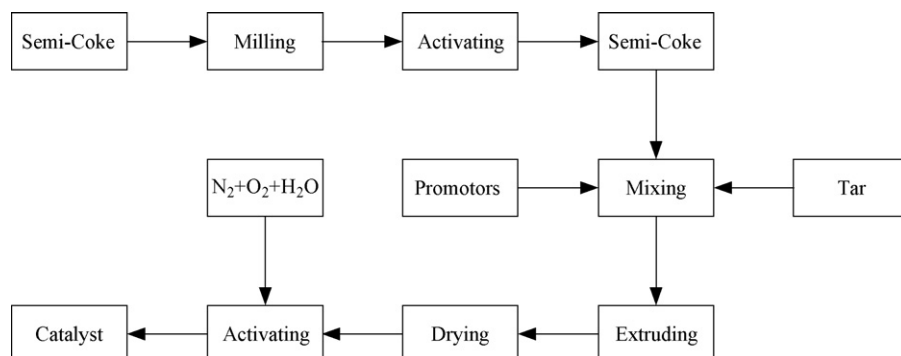 Semi-Coke
Milling
Activating
Semi-Coke
N₂+O₂+H₂O
Promotors
Mixing
Tar
Catalyst
Activating
Drying
Extruding